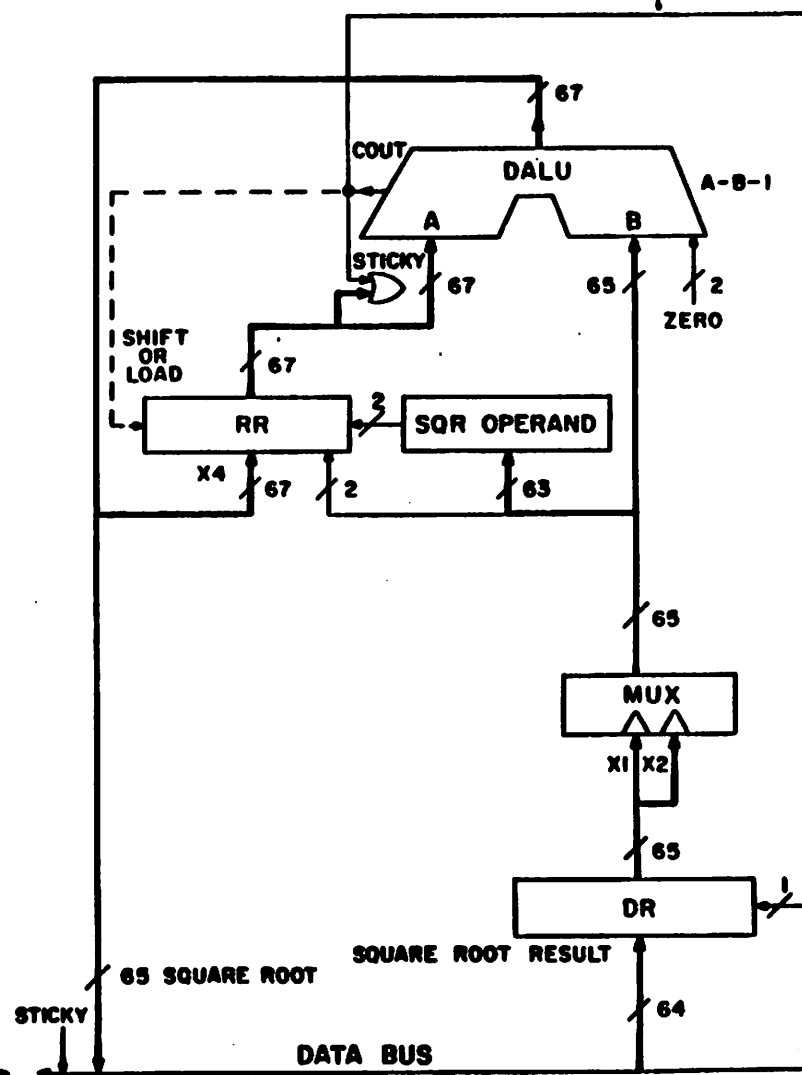 67
COUT
DALU
A-B-1
A
B
STICKY
67
65
2
ZERO
SHIFT
OR
LOAD
67
2
RR
SQR OPERAND
X4
67
2
63
65
MUX
X1 X2
65
1
DR
SQUARE ROOT RESULT
65 SQUARE ROOT
STICKY
64
DATA BUS